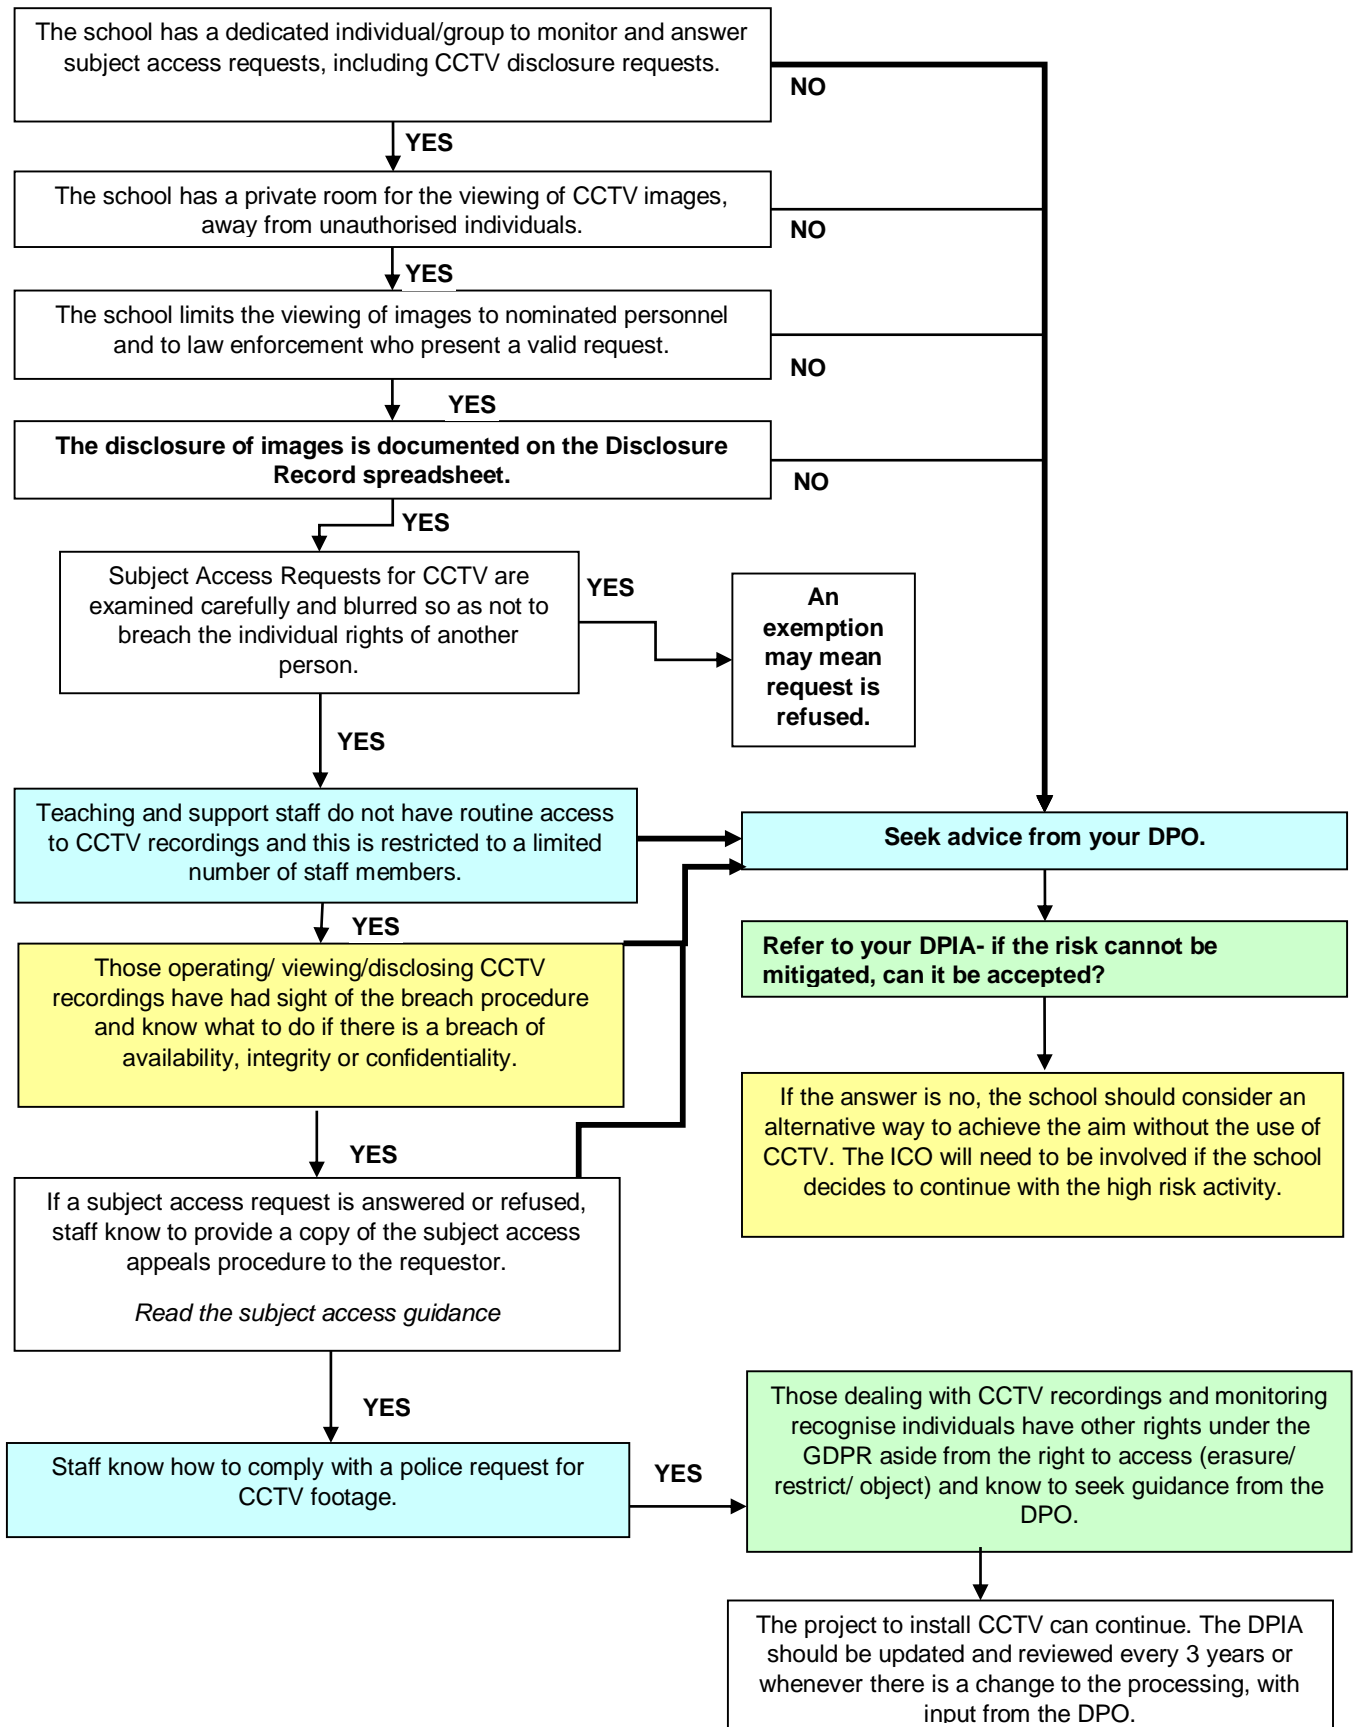 The school has a dedicated individual/group to monitor and answer
subject access requests, including CCTV disclosure requests.
NO
YES
The school has a private room for the viewing of CCTV images,
away from unauthorised individuals.
NO
YES
The school limits the viewing of images to nominated personnel
and to law enforcement who present a valid request.
NO
YES
The disclosure of images is documented on the Disclosure
Record spreadsheet.
NO
YES
Subject Access Requests for CCTV are
examined carefully and blurred so as not to
breach the individual rights of another
person.
YES
An
exemption
may mean
request is
refused.
YES
Teaching and support staff do not have routine access
to CCTV recordings and this is restricted to a limited
number of staff members.
Seek advice from your DPO.
YES
Those operating/ viewing/disclosing CCTV
recordings have had sight of the breach procedure
and know what to do if there is a breach of
availability, integrity or confidentiality.
Refer to your DPIA- if the risk cannot be
mitigated, can it be accepted?
YES
If the answer is no, the school should consider an
alternative way to achieve the aim without the use of
CCTV. The ICO will need to be involved if the school
decides to continue with the high risk activity.
If a subject access request is answered or refused,
staff know to provide a copy of the subject access
appeals procedure to the requestor.
Read the subject access guidance
YES
Staff know how to comply with a police request for
CCTV footage.
YES
Those dealing with CCTV recordings and monitoring
recognise individuals have other rights under the
GDPR aside from the right to access (erasure/
restrict/ object) and know to seek guidance from the
DPO.
The project to install CCTV can continue. The DPIA
should be updated and reviewed every 3 years or
whenever there is a change to the processing, with
input from the DPO.